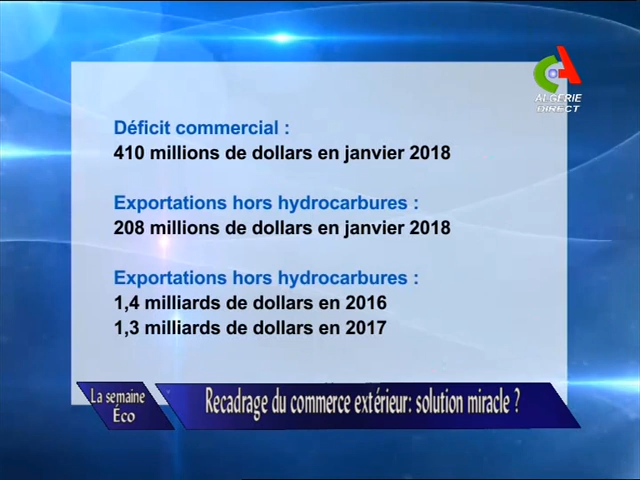 ALGERIE
DIRECT
Déficit commercial :
410 millions de dollars en janvier 2018
Exportations hors hydrocarbures :
208 millions de dollars en janvier 2018
Exportations hors hydrocarbures :
1,4 milliards de dollars en 2016
1,3 milliards de dollars en 2017
La semaine
Éco
Recadrage du commerce extérieur: solution miracle ?